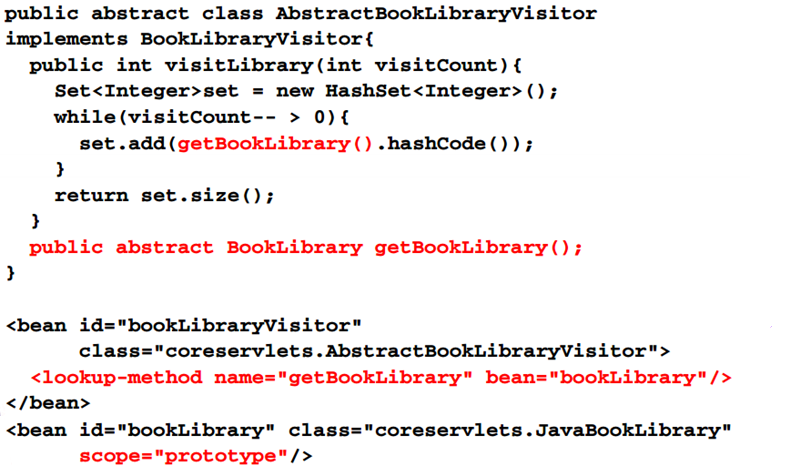 public abstract class AbstractBookLibraryVisitor
implements BookLibraryVisitor{
  public int visitLibrary(int visitCount){
    Set<Integer>set = new HashSet<Integer>();
    while(visitCount-- > 0){
      set.add(getBookLibrary().hashCode());
    }
    return set.size();
  }
  public abstract BookLibrary getBookLibrary();
}
<bean id="bookLibraryVisitor"
      class="coreservlets.AbstractBookLibraryVisitor">
  <lookup-method name="getBookLibrary" bean="bookLibrary"/>
</bean>
<bean id="bookLibrary" class="coreservlets.JavaBookLibrary"
      scope="prototype"/>